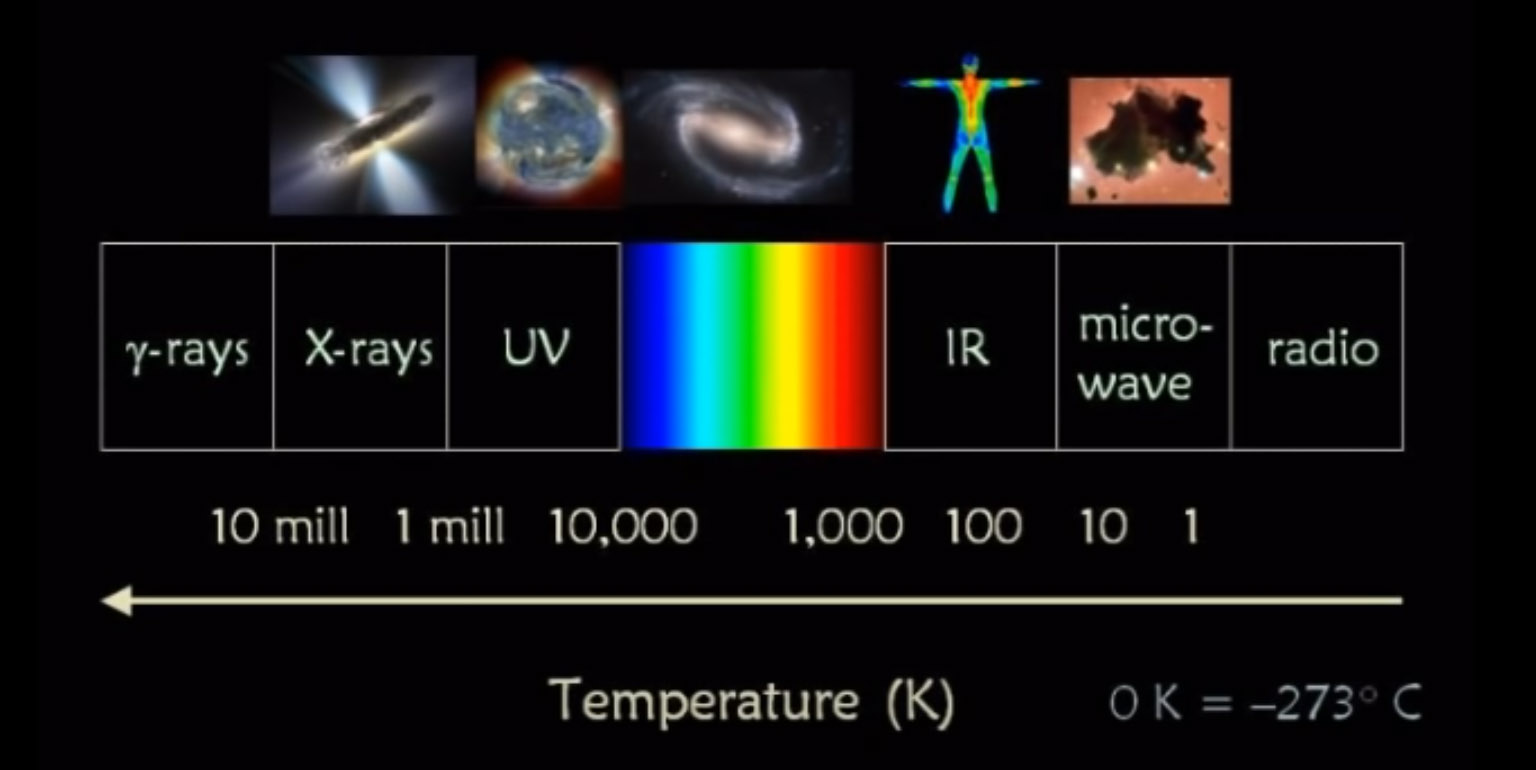 γ-rays X-rays UV IR micro-wave radio
10 mill 1 mill 10,000 1,000 100 10 1
Temperature (K) 0 K = –273° C